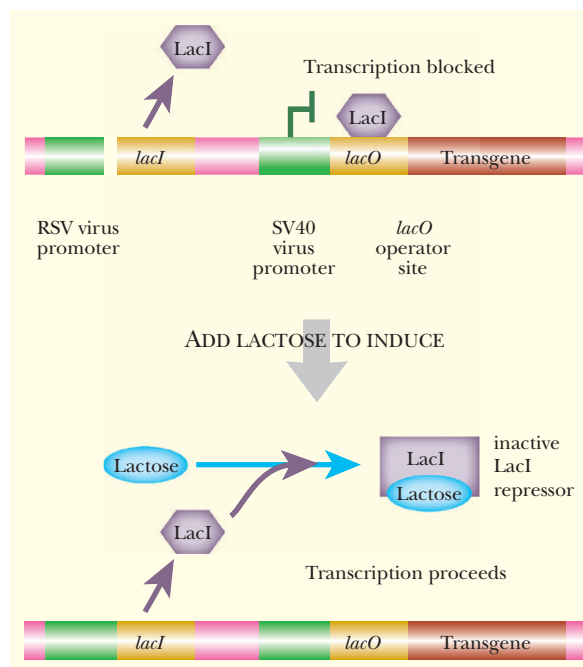 LacI
Transcription blocked
LacI
lacI
lacO
Transgene
RSV virus
promoter
SV40
virus
promoter
lacO
operator
site
ADD LACTOSE TO INDUCE
Lactose
LacI
Lactose
inactive
LacI
repressor
LacI
Transcription proceeds
lacI
lacO
Transgene